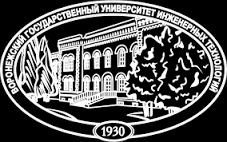 ВОРОНЕЖСКИЙ ГОСУДАРСТВЕННЫЙ УНИВЕРСИТЕТ ИНЖЕНЕРНЫХ ТЕХНОЛОГИЙ
1930